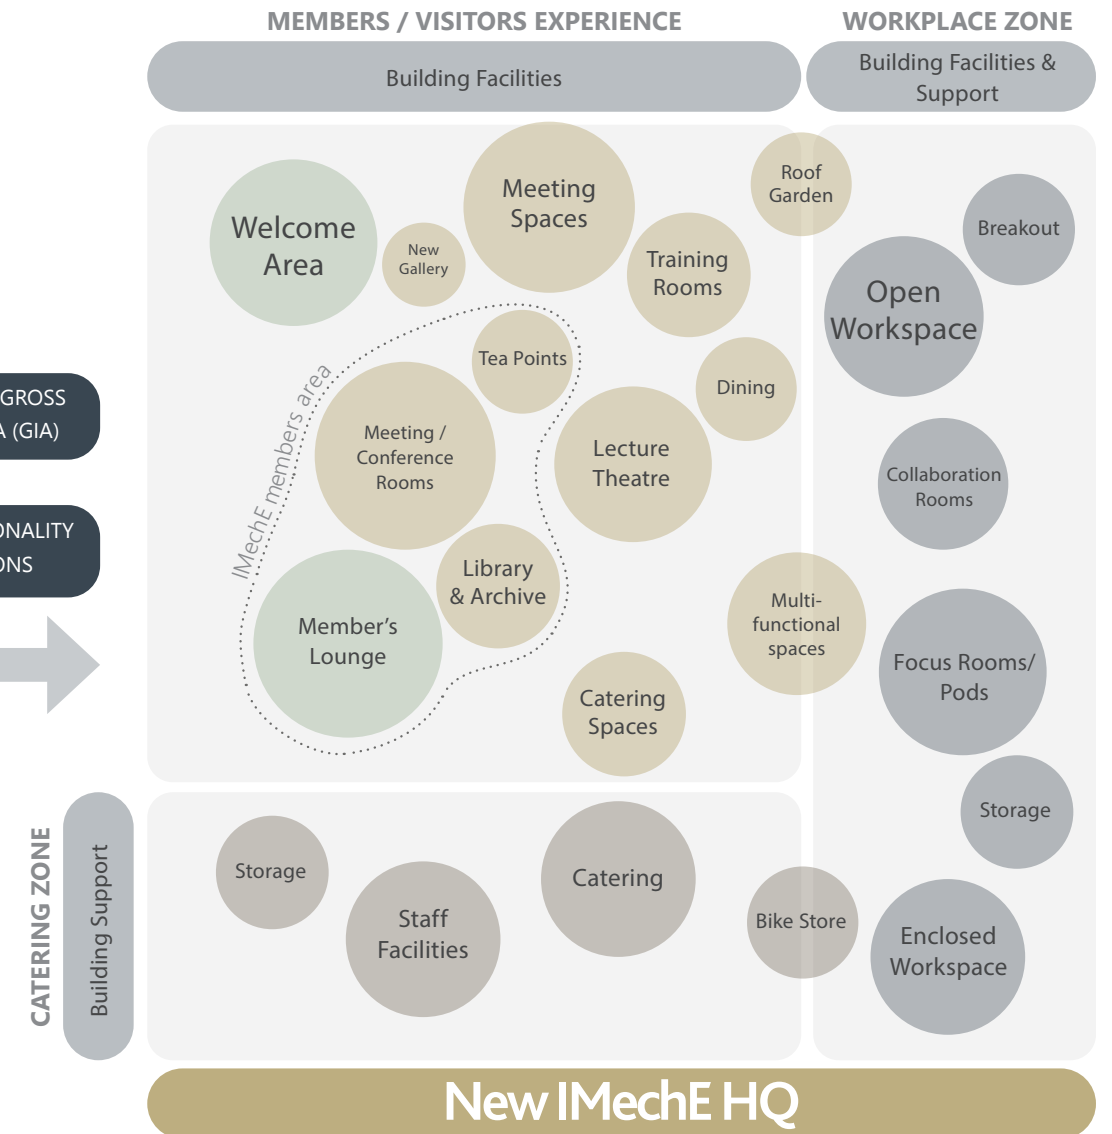 MEMBERS / VISITORS EXPERIENCE
WORKPLACE ZONE
Building Facilities
Building Facilities &
Support
Welcome
Area
New
Gallery
Meeting
Spaces
Training
Rooms
Roof
Garden
Breakout
Open
Workspace
Tea Points
Dining
IMechE members area
Meeting /
Conference
Rooms
Lecture
Theatre
Collaboration
Rooms
Library
& Archive
Member's
Lounge
Multi-
functional
spaces
Focus Rooms/
Pods
Catering
Spaces
GROSS
A (GIA)
ONALITY
ONS
CATERING ZONE
Building Support
Storage
Staff
Facilities
Catering
Bike Store
Storage
Enclosed
Workspace
New IMechE HQ